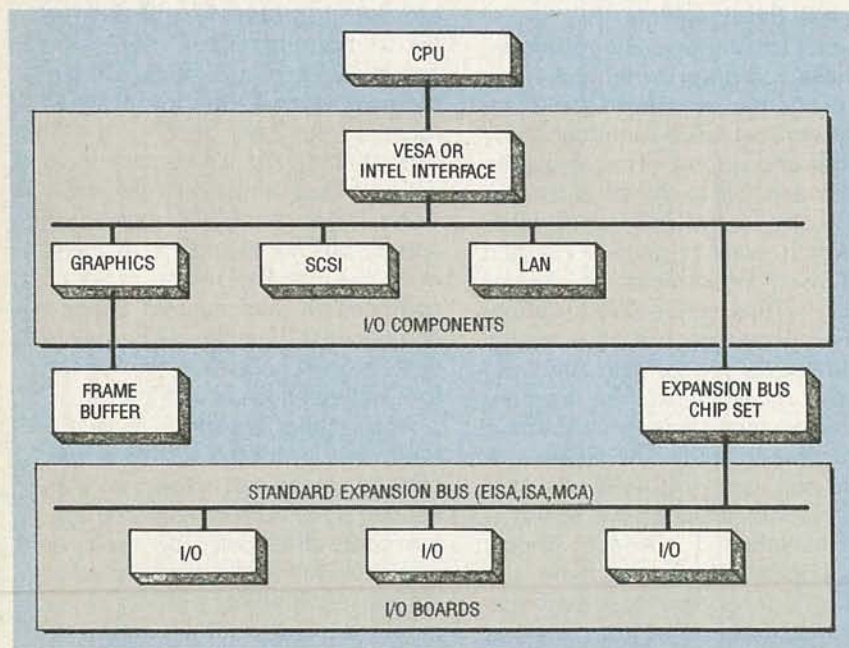 CPU
VESA OR
INTEL INTERFACE
GRAPHICS
SCSI
LAN
I/O COMPONENTS
FRAME
BUFFER
EXPANSION BUS
CHIP SET
STANDARD EXPANSION BUS (EISA,ISA,MCA)
I/O
I/O
I/O
I/O BOARDS